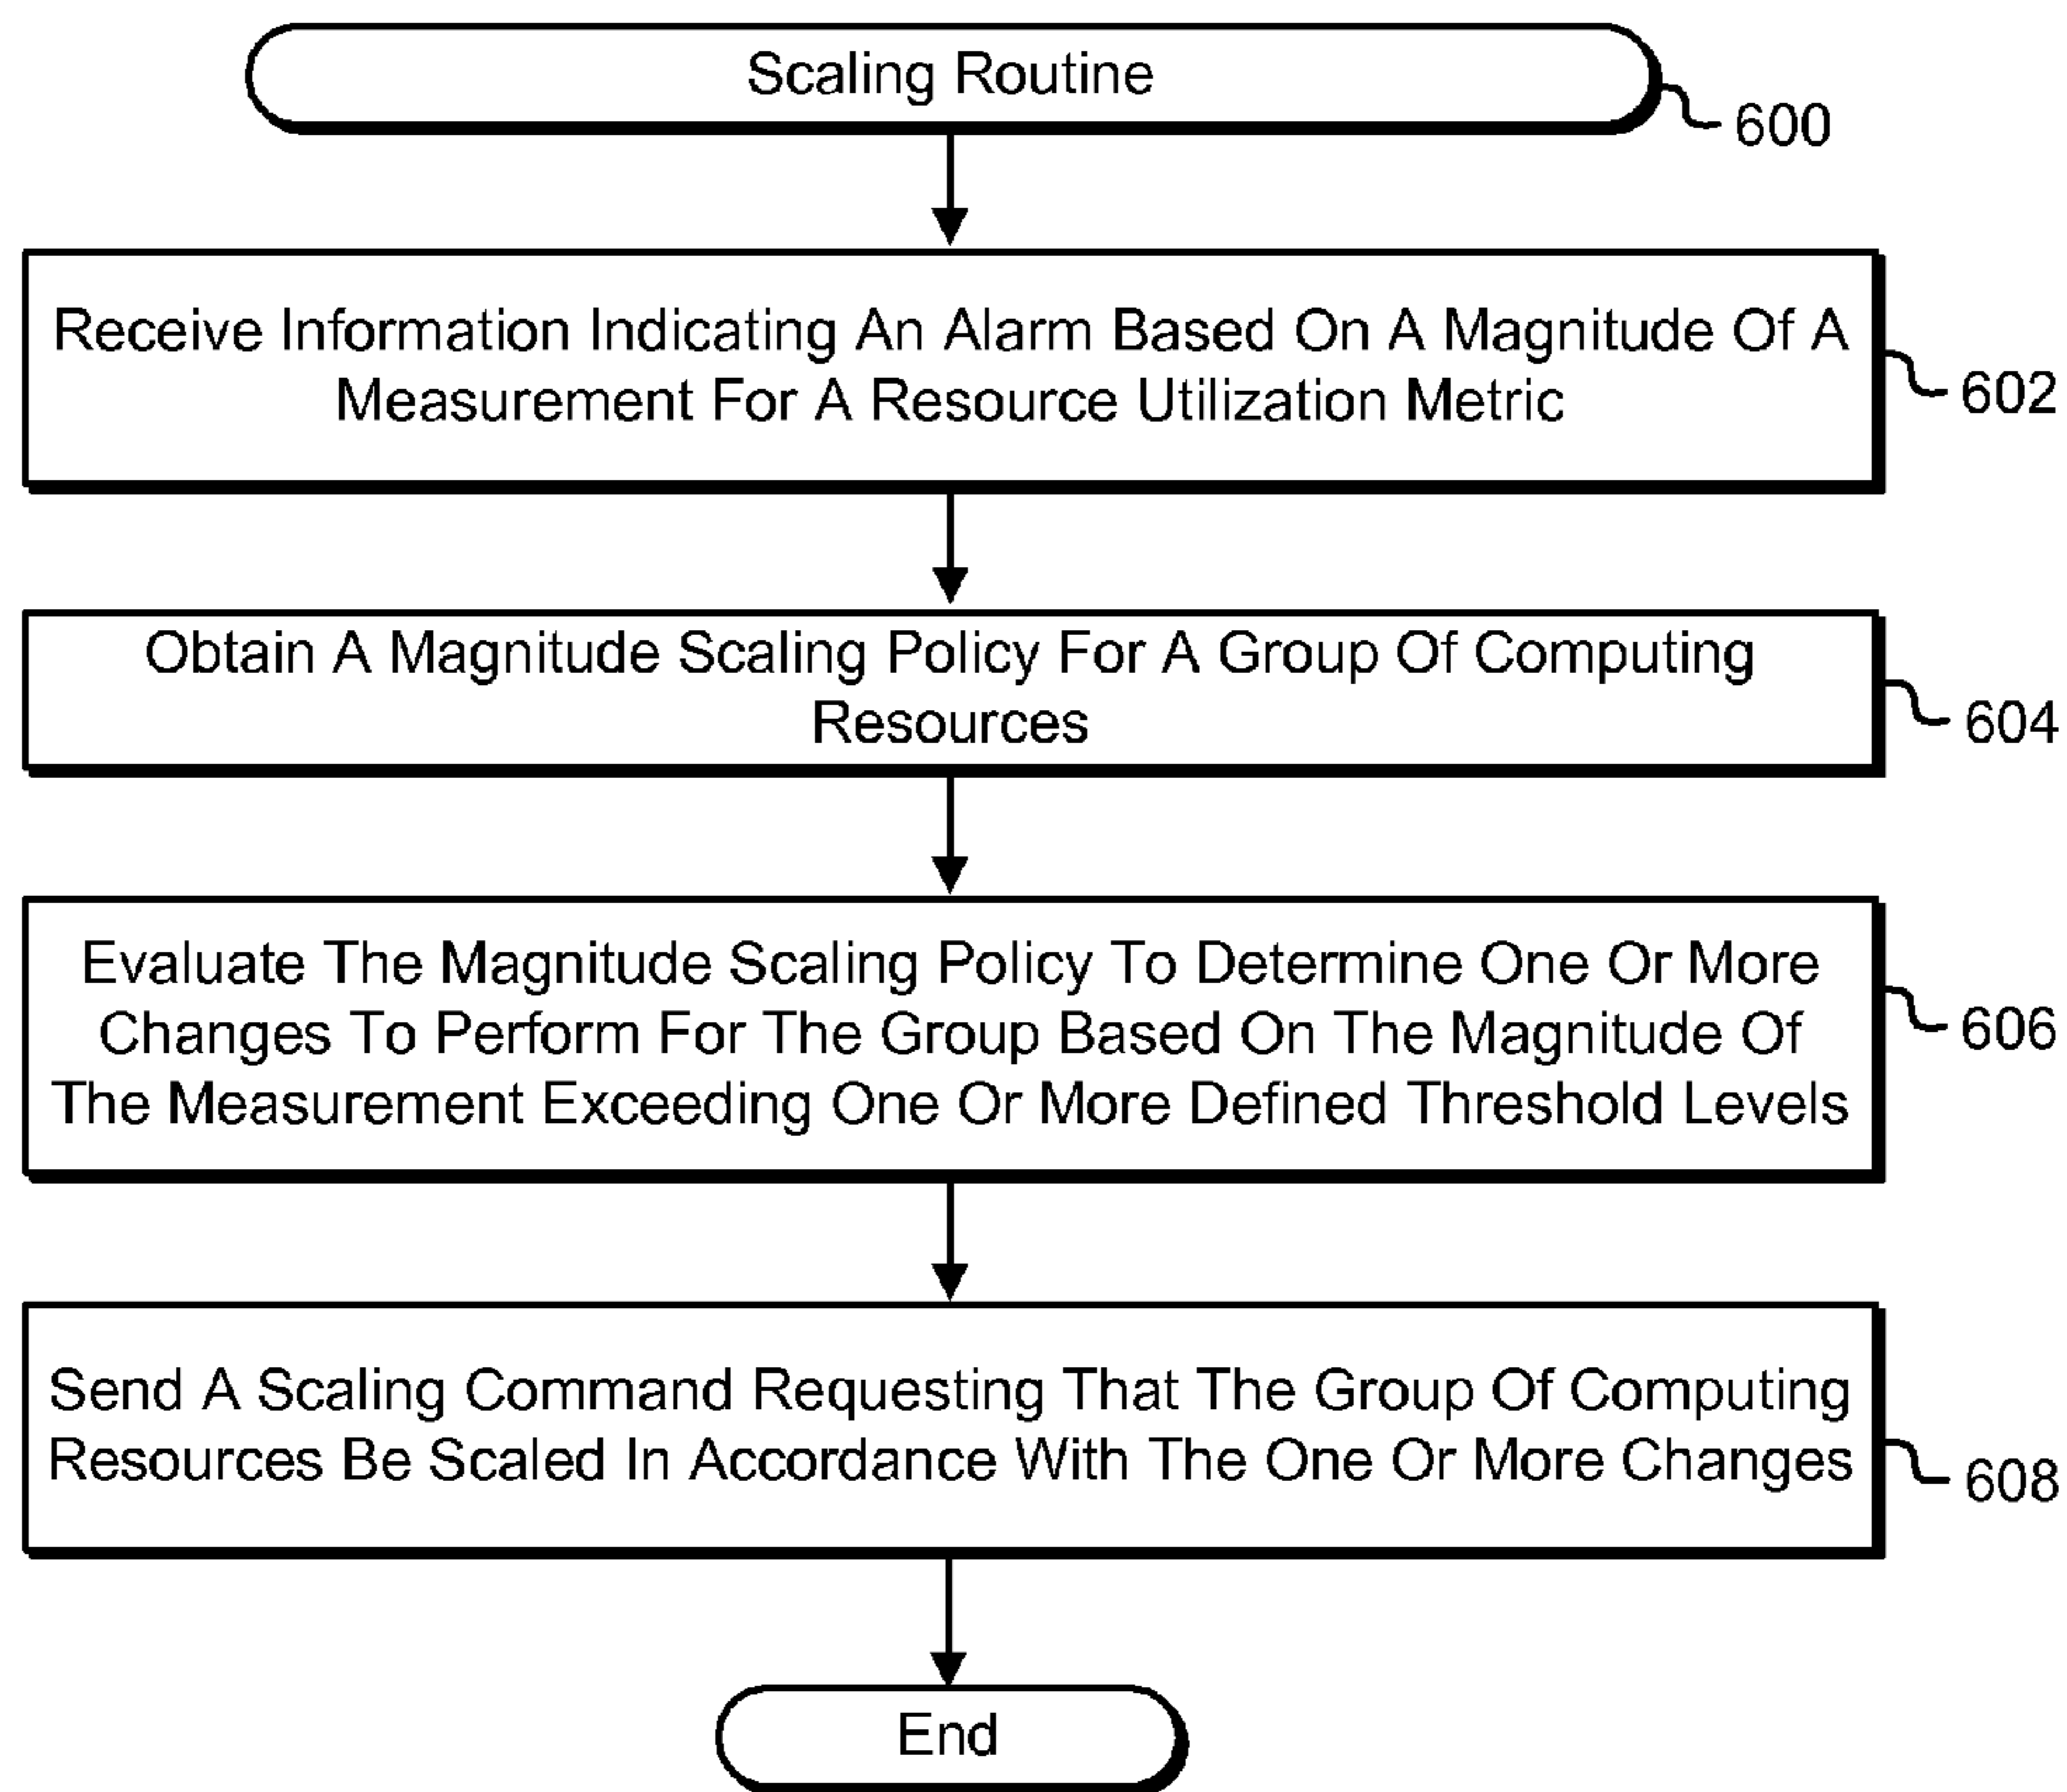 Scaling Routine
600
Receive Information Indicating An Alarm Based On A Magnitude Of A
Measurement For A Resource Utilization Metric
602
Obtain A Magnitude Scaling Policy For A Group Of Computing
Resources
604
Evaluate The Magnitude Scaling Policy To Determine One Or More
Changes To Perform For The Group Based On The Magnitude Of
The Measurement Exceeding One Or More Defined Threshold Levels
606
Send A Scaling Command Requesting That The Group Of Computing
Resources Be Scaled In Accordance With The One Or More Changes
608
End